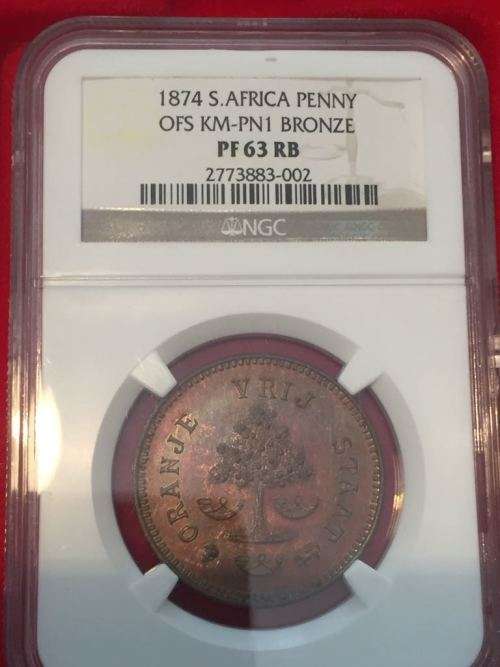 1874 S.AFRICA PENNY
OFS KM-PN1 BRONZE
PF 63 RB
2773883-002
NGC
ORANJE VRIJ STAAT